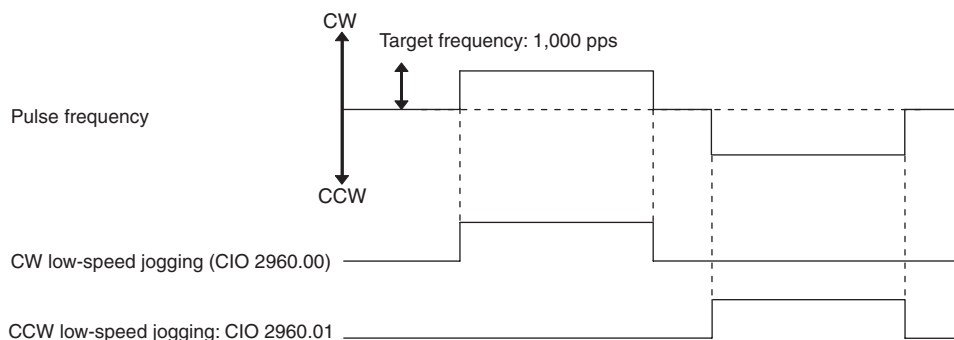 CW
Target frequency: 1,000 pps
Pulse frequency
CCW
CW low-speed jogging (CIO 2960.00)
CCW low-speed jogging: CIO 2960.01